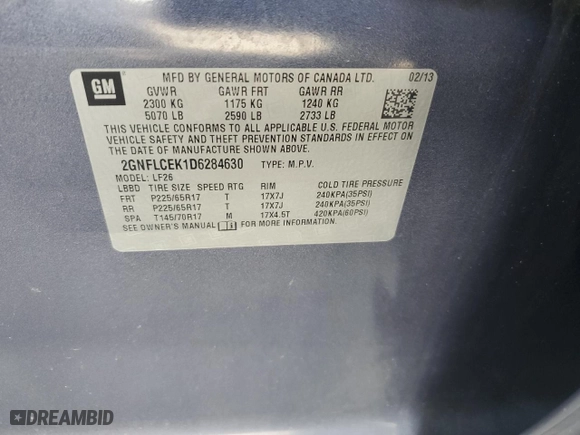 GM
MFD BY GENERAL MOTORS OF CANADA LTD. 02/13
GVWR GAWR FRT GAWR RR
2300 KG 1175 KG 1240 KG
5070 LB 2590 LB 2733 LB
THIS VEHICLE CONFORMS TO ALL APPLICABLE U.S. FEDERAL MOTOR
VEHICLE SAFETY AND THEFT PREVENTION STANDARDS IN EFFECT ON
THE DATE OF MANUFACTURE SHOWN ABOVE.
2GNFLCEK1D6284630 TYPE: M.P.V.
MODEL: LF26
LBBD TIRE SIZE SPEED RTG RIM COLD TIRE PRESSURE
FRT P225/65R17 T 17X7J 240KPA(35PSI)
RR P225/65R17 T 17X7J 240KPA(35PSI)
SPA T145/70R17 M 17X4.5T 420KPA(60PSI)
SEE OWNER'S MANUAL FOR MORE INFORMATION
DREAMBID